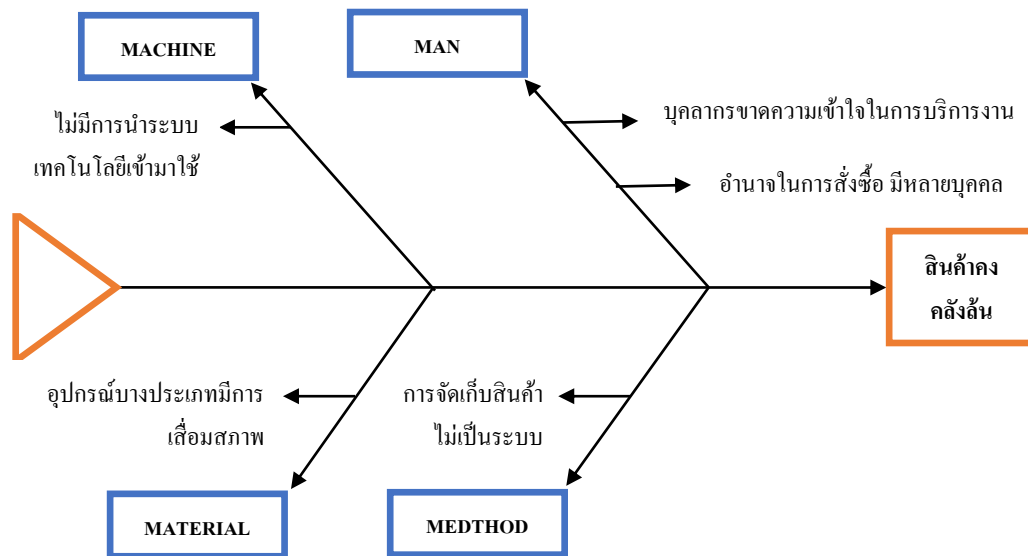 MACHINE
MAN
ไม่มีการนำระบบ
เทคโนโลยีเข้ามาใช้
บุคลากรขาดความเข้าใจในการบริการงาน
อำนาจในการสั่งซื้อ มีหลายบุคคล
สินค้าคง
คลังล้น
อุปกรณ์บางประเภทมีการ
เสื่อมสภาพ
การจัดเก็บสินค้า
ไม่เป็นระบบ
MATERIAL
MEDTHOD